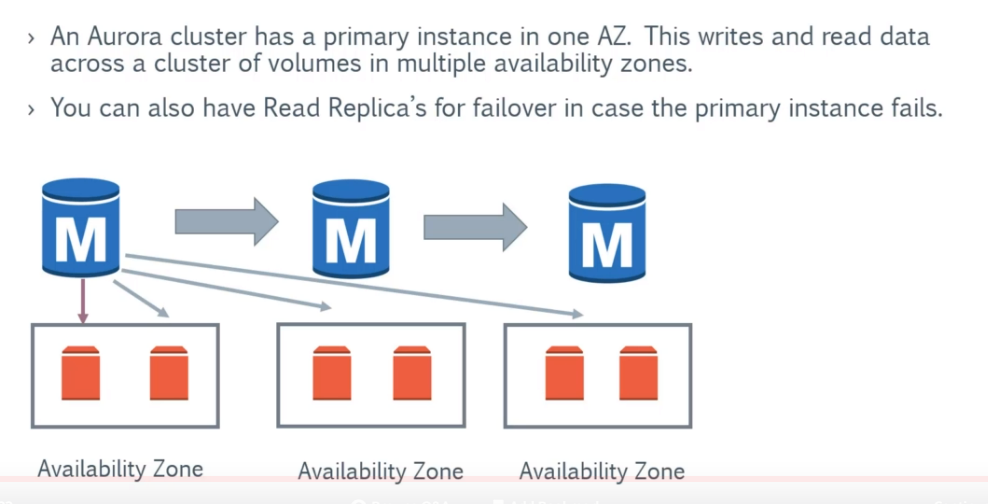 › An Aurora cluster has a primary instance in one AZ. This writes and read data
across a cluster of volumes in multiple availability zones.
› You can also have Read Replica’s for failover in case the primary instance fails.
M M M
Availability Zone Availability Zone Availability Zone